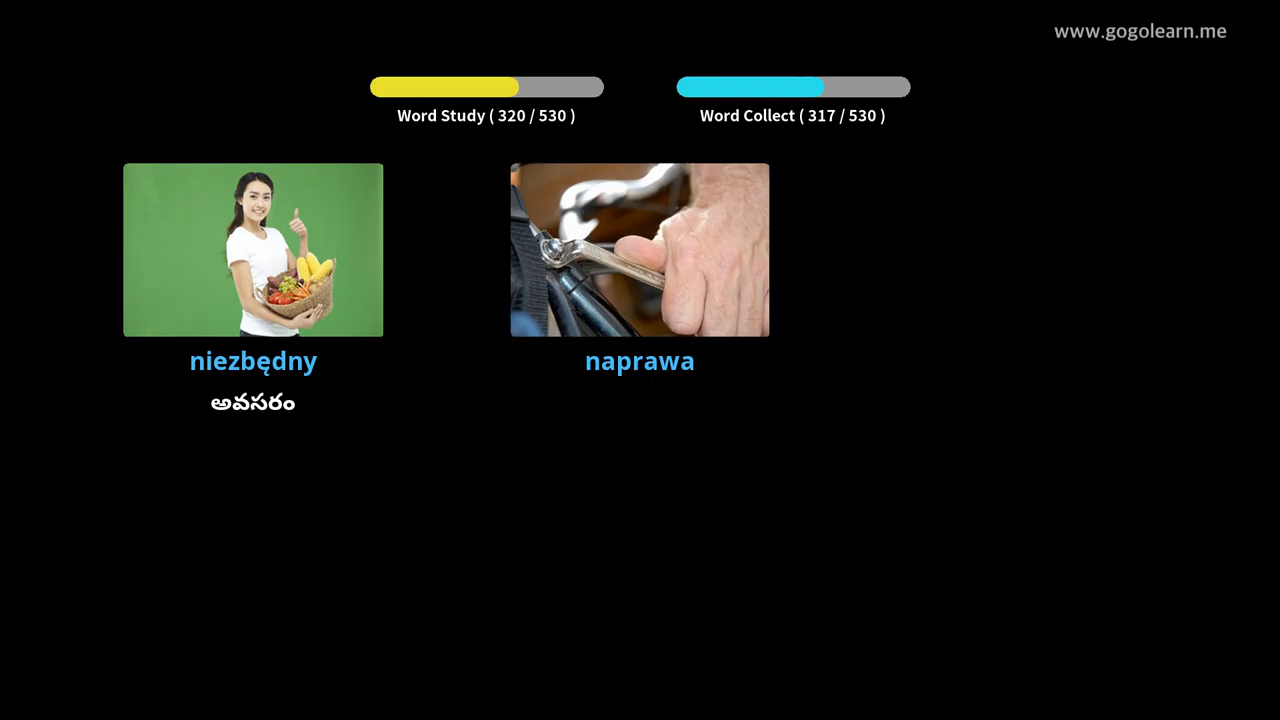 www.gogolearn.me
Word Study ( 320 / 530 )
Word Collect ( 317 / 530 )
niezbędny
naprawa
అవసరం